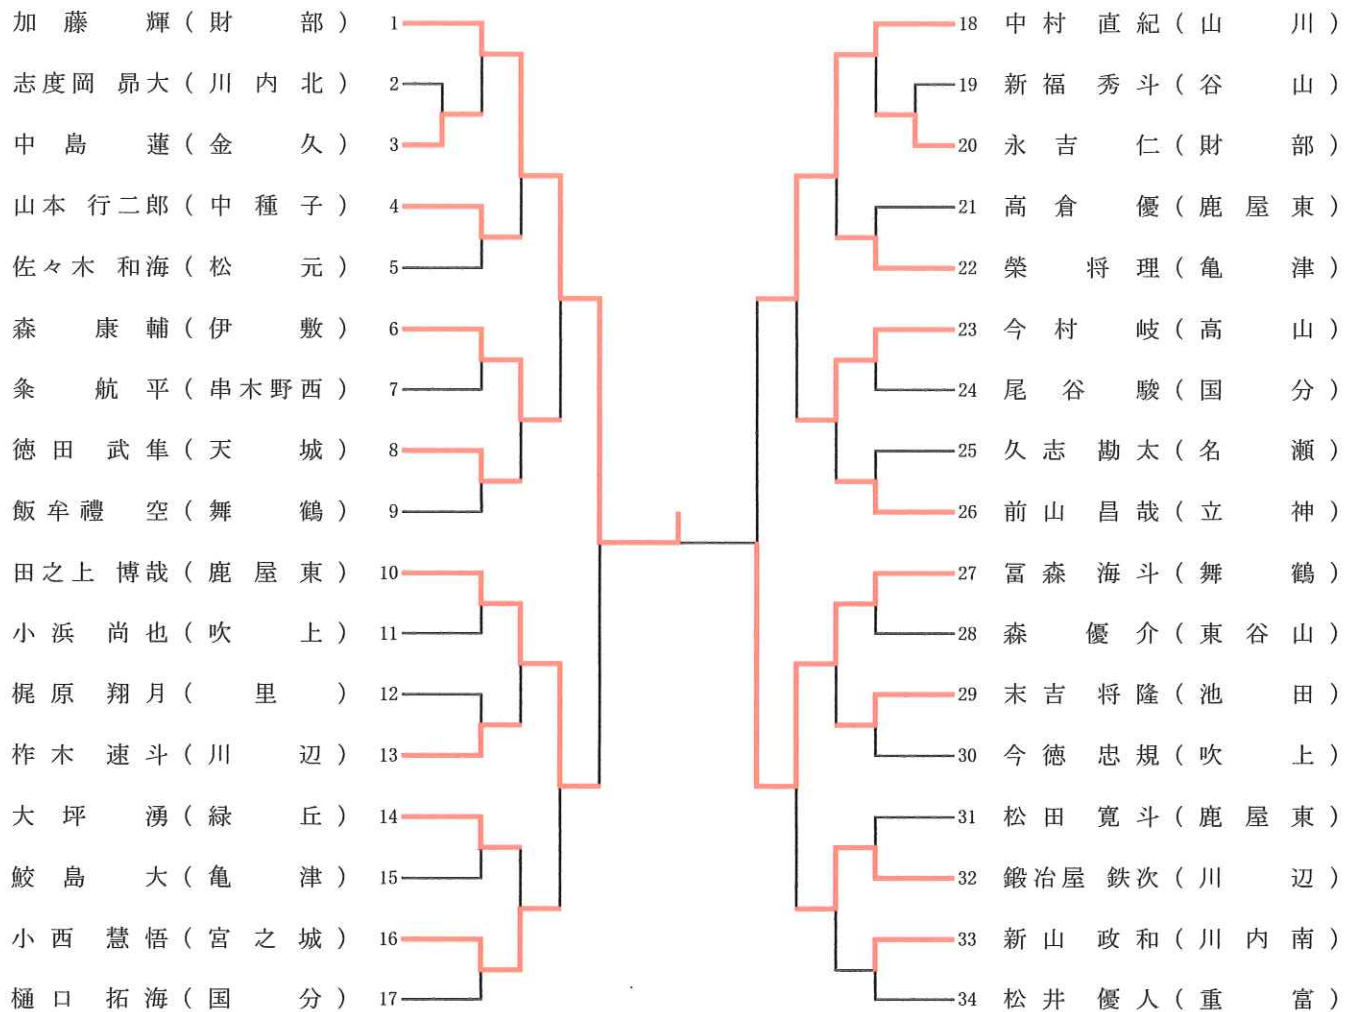 加藤 輝(財部) 1
志度岡 昴大(川内北) 2
中島 蓮(金久) 3
山本 行二郎(中種子) 4
佐々木 和海(松元) 5
森 康輔(伊敷) 6
粂 航平(串木野西) 7
徳田 武隼(天城) 8
飯牟禮 空(舞鶴) 9
田之上 博哉(鹿屋東) 10
小浜 尚也(吹上) 11
梶原 翔月(里) 12
柞木 速斗(川辺) 13
大坪 湧(緑丘) 14
鮫島 大(亀津) 15
小西 慧悟(宮之城) 16
樋口 拓海(国分) 17
18 中村 直紀(山川)
19 新福 秀斗(谷山)
20 永吉 仁(財部)
21 高倉 優(鹿屋東)
22 榮 将理(亀津)
23 今村 岐(高山)
24 尾谷 駿(国分)
25 久志 勘太(名瀬)
26 前山 昌哉(立神)
27 冨森 海斗(舞鶴)
28 森 優介(東谷山)
29 末吉 将隆(池田)
30 今徳 忠規(吹上)
31 松田 寛斗(鹿屋東)
32 鍛冶屋 鉄次(川辺)
33 新山 政和(川内南)
34 松井 優人(重富)